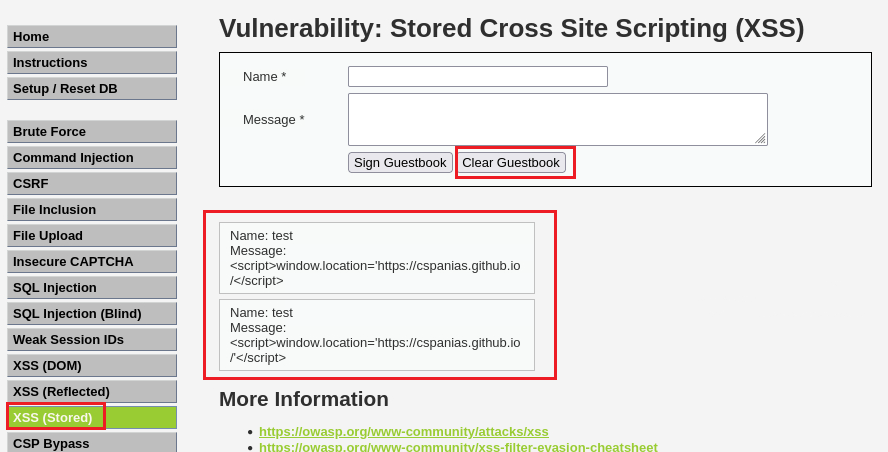 Home
Instructions
Setup / Reset DB
Brute Force
Command Injection
CSRF
File Inclusion
File Upload
Insecure CAPTCHA
SQL Injection
SQL Injection (Blind)
Weak Session IDs
XSS (DOM)
XSS (Reflected)
XSS (Stored)
CSP Bypass
Vulnerability: Stored Cross Site Scripting (XSS)
Name *
Message *
Sign Guestbook
Clear Guestbook
Name: test
Message:
<script>window.location='https://cspanias.github.io
/</script>
Name: test
Message:
<script>window.location='https://cspanias.github.io
/'</script>
More Information
https://owasp.org/www-community/attacks/xss
https://owasp.org/www-community/xss-filter-evasion-cheatsheet